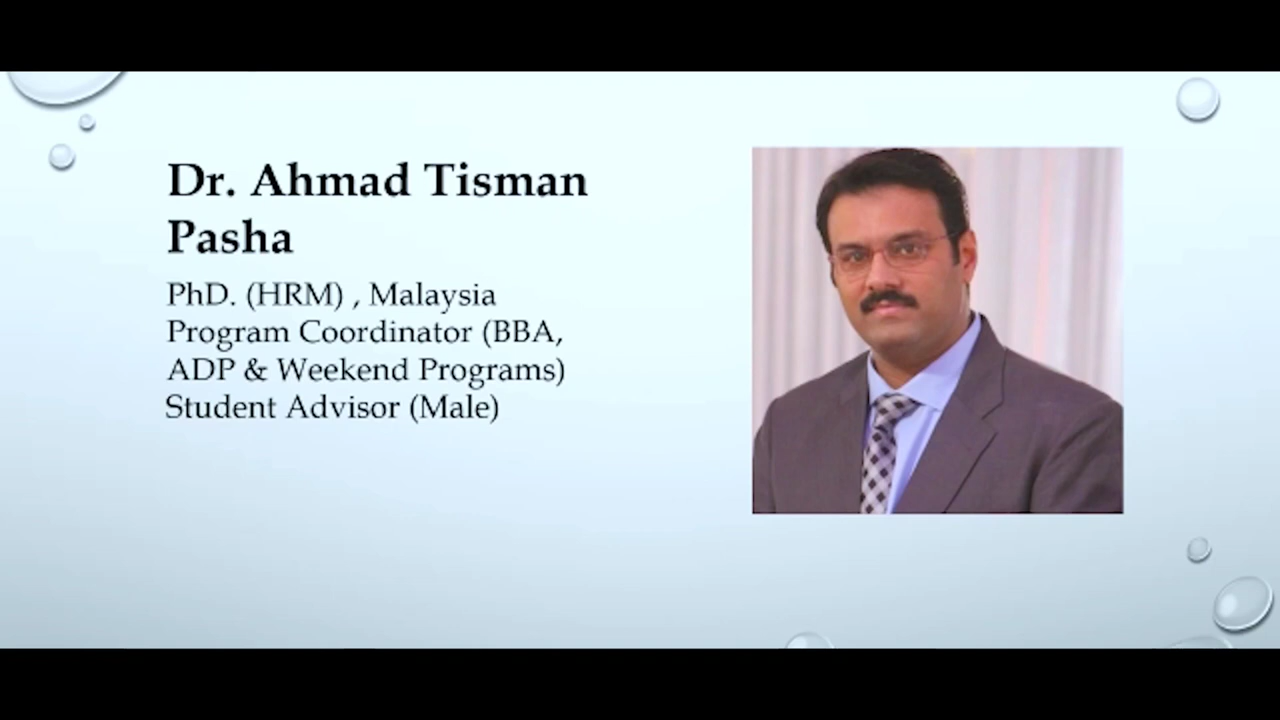 Dr. Ahmad Tisman
Pasha
PhD. (HRM) , Malaysia
Program Coordinator (BBA,
ADP & Weekend Programs)
Student Advisor (Male)